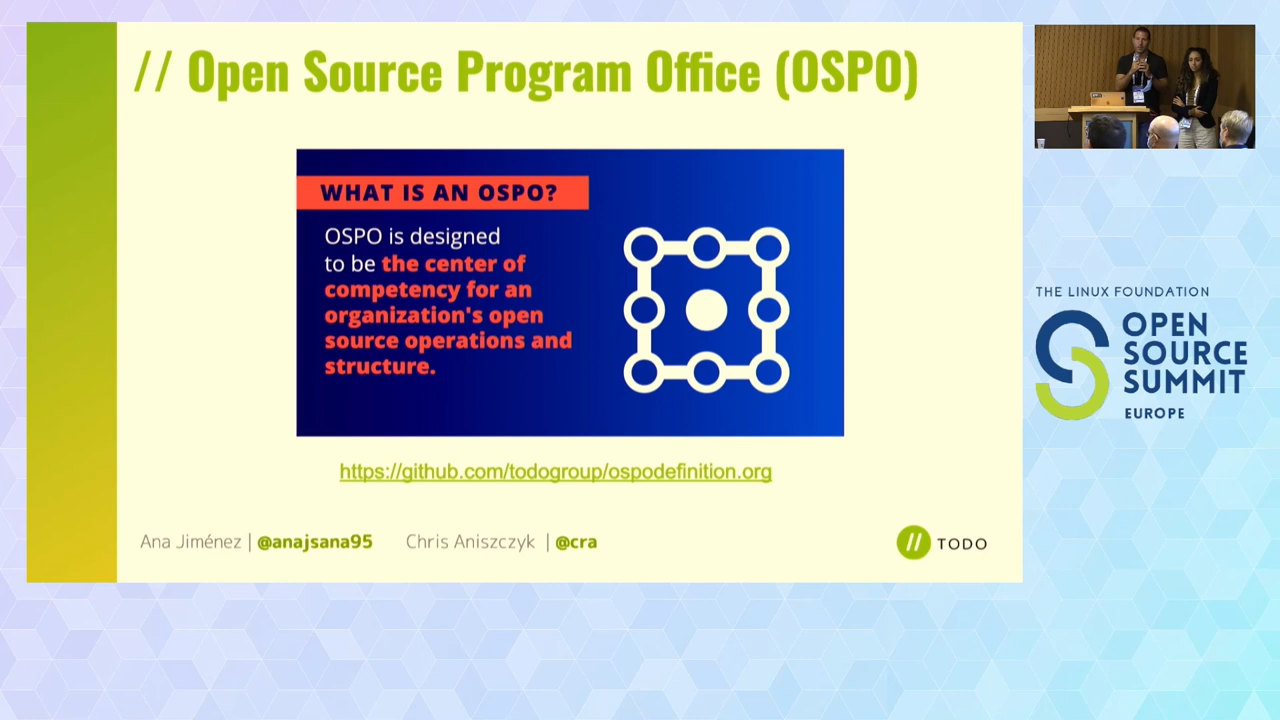 // Open Source Program Office (OSPO)
WHAT IS AN OSPO?
OSPO is designed
to be the center of
competency for an
organization's open
source operations and
structure.
https://github.com/todogroup/ospodefinition.org
Ana Jiménez | @anajsana95 Chris Aniszczyk | @cra
// TODO
THE LINUX FOUNDATION
OPEN
SOURCE
SUMMIT
EUROPE